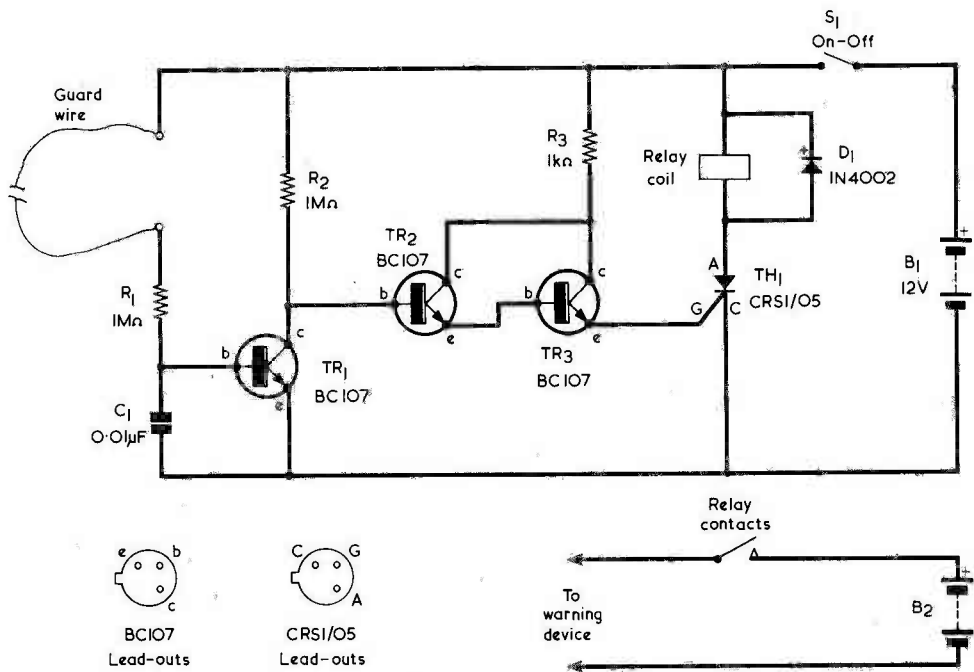 S1
On-Off
Guard
wire
R3
1kΩ
R2
1MΩ
Relay
coil
+
D1
1N4002
TR2
BC107
c
b
e
c
b
e
TR3
BC107
A
G
C
TH1
CRS1/05
+
B1
12V
R1
1MΩ
c
b
e
TR1
BC107
C1
0.01µF
Relay
contacts
e
b
c
BC107
Lead-outs
C
G
A
CRS1/05
Lead-outs
To
warning
device
+
B2